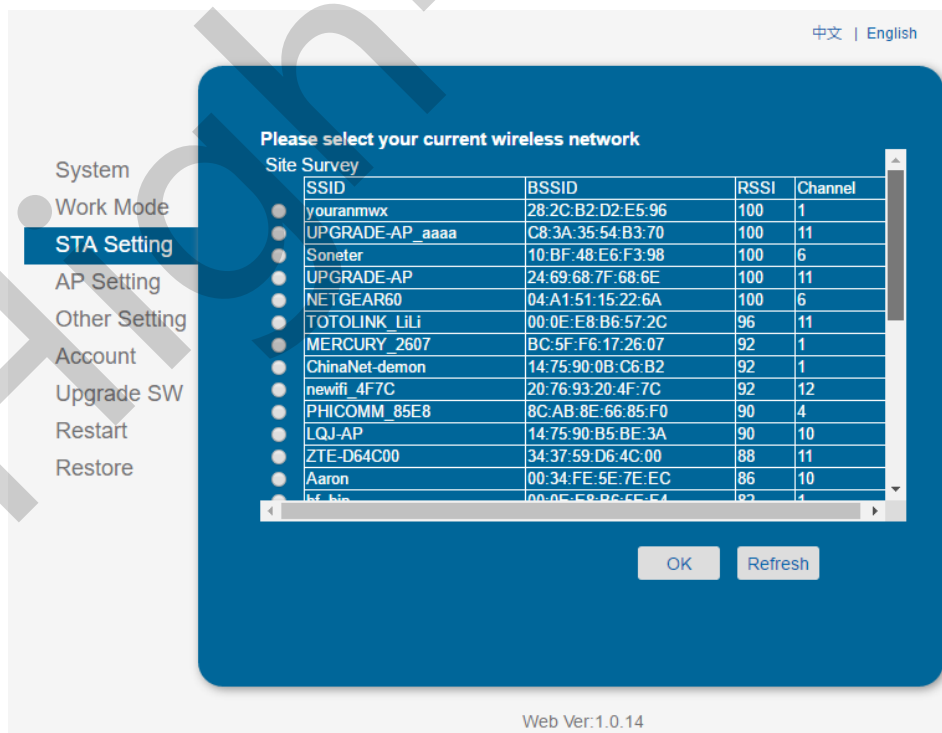 中文 | English
Please select your current wireless network
Site Survey
SSID BSSID RSSI Channel
youranmwx 28:2C:B2:D2:E5:96 100 1
UPGRADE-AP_aaaa C8:3A:35:54:B3:70 100 11
Soneter 10:BF:48:E6:F3:98 100 6
UPGRADE-AP 24:69:68:7F:68:6E 100 11
NETGEAR60 04:A1:51:15:22:6A 100 6
TOTOLINK_LiLi 00:0E:E8:B6:57:2C 96 11
MERCURY_2607 BC:5F:F6:17:26:07 92 1
ChinaNet-demon 14:75:90:0B:C6:B2 92 1
newifi_4F7C 20:76:93:20:4F:7C 92 12
PHICOMM_85E8 8C:AB:8E:66:85:F0 90 4
LQJ-AP 14:75:90:B5:BE:3A 90 10
ZTE-D64C00 34:37:59:D6:4C:00 88 11
Aaron 00:34:FE:5E:7E:EC 86 10
System
Work Mode
STA Setting
AP Setting
Other Setting
Account
Upgrade SW
Restart
Restore
OK Refresh
Web Ver:1.0.14
High